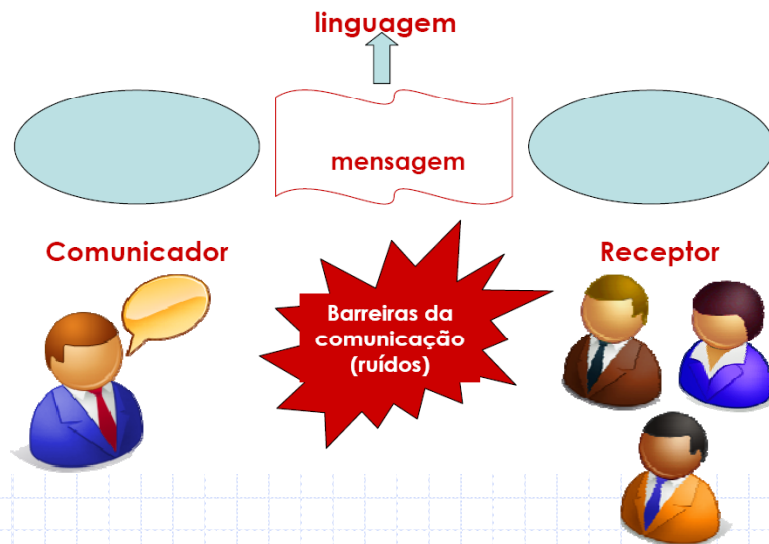 linguagem
mensagem
Comunicador
Receptor
Barreiras da
comunicação
(ruídos)